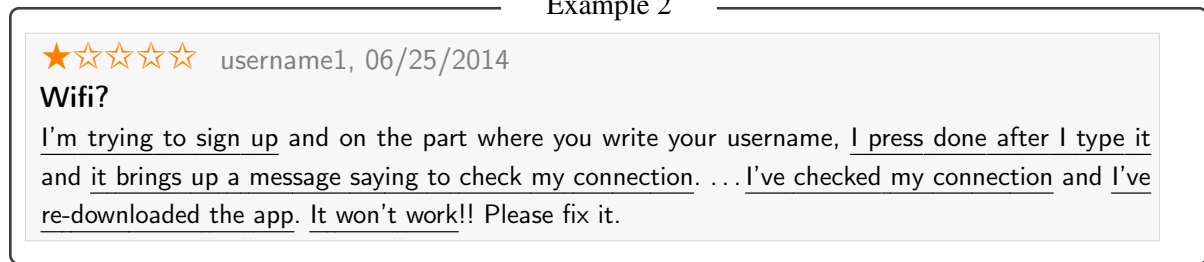 Example 2
★☆☆☆☆ username1, 06/25/2014
Wifi?
I'm trying to sign up and on the part where you write your username, I press done after I type it
and it brings up a message saying to check my connection. ...I've checked my connection and I've
re-downloaded the app. It won't work!! Please fix it.